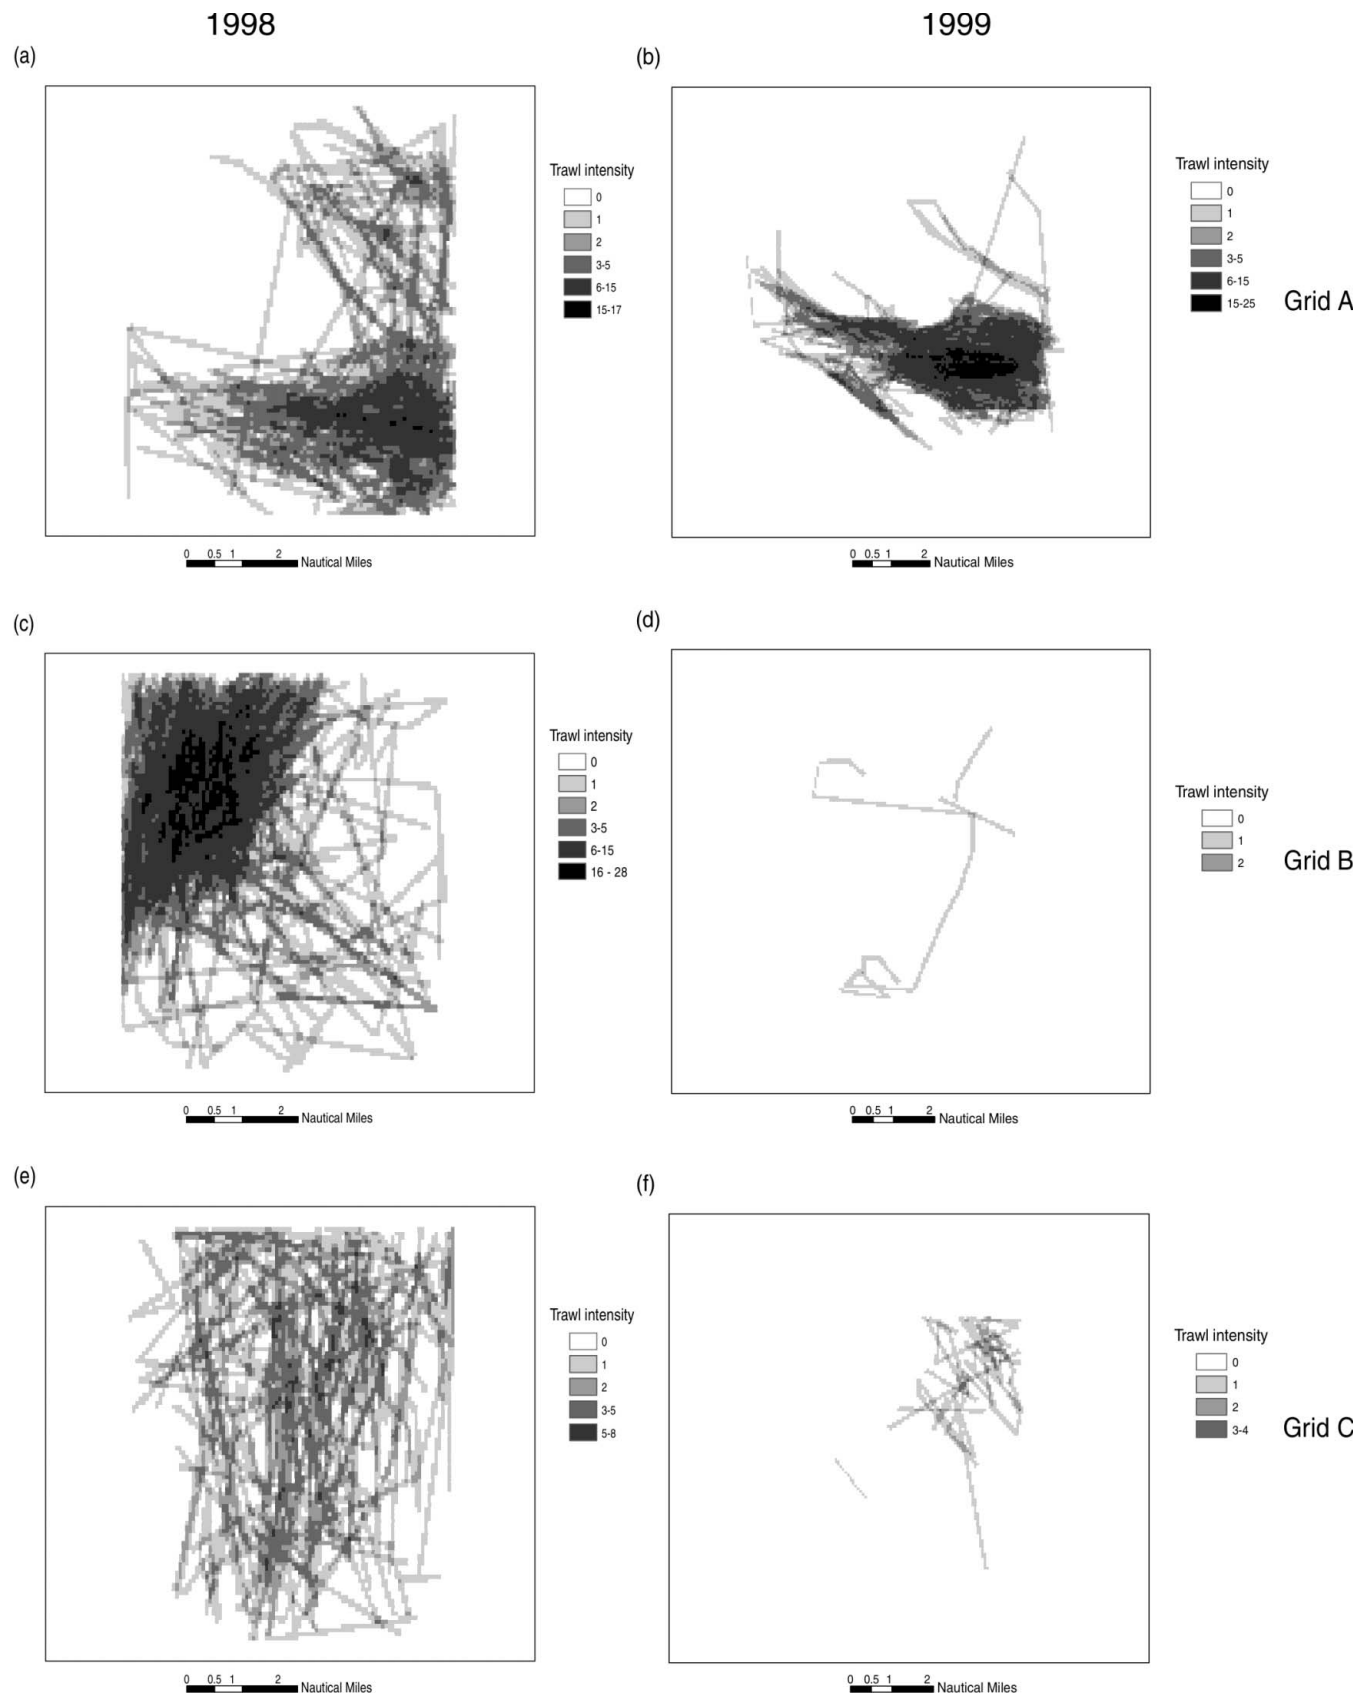 1998
1999
(a)
(b)
Trawl intensity
0
1
2
3-5
6-15
15-17
Trawl intensity
0
1
2
3-5
6-15
15-25
Grid A
0 0.5 1 2 Nautical Miles
0 0.5 1 2 Nautical Miles
(c)
(d)
Trawl intensity
0
1
2
3-5
6-15
16 - 28
Trawl intensity
0
1
2
Grid B
0 0.5 1 2 Nautical Miles
0 0.5 1 2 Nautical Miles
(e)
(f)
Trawl intensity
0
1
2
3-5
5-8
Trawl intensity
0
1
2
3-4
Grid C
0 0.5 1 2 Nautical Miles
0 0.5 1 2 Nautical Miles